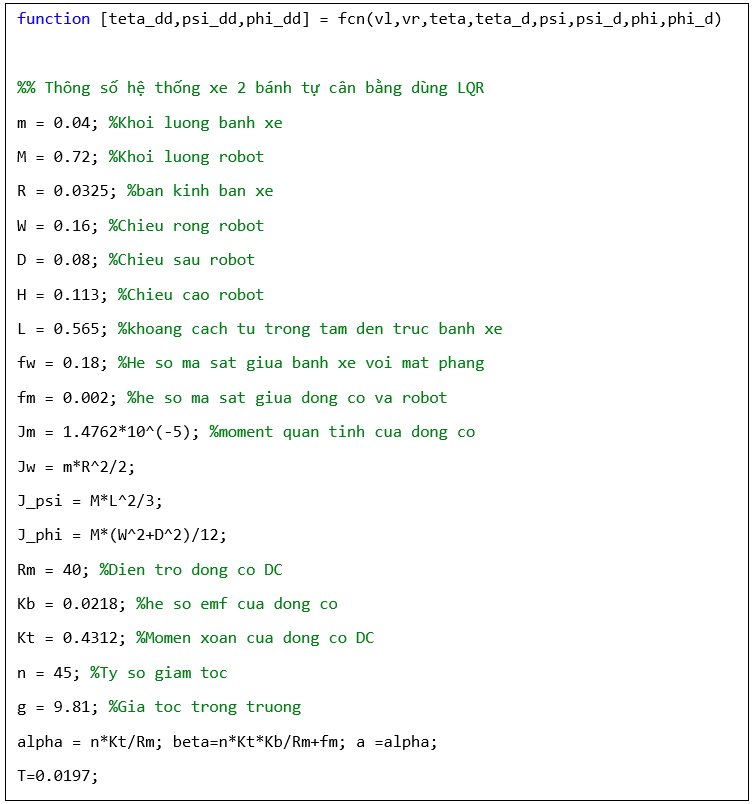 function [teta_dd,psi_dd,phi_dd] = fcn(vl,vr,teta,teta_d,psi,psi_d,phi,phi_d)
%% Thông số hệ thống xe 2 bánh tự cân bằng dùng LQR
m = 0.04; %Khoi luong banh xe
M = 0.72; %Khoi luong robot
R = 0.0325; %ban kinh ban xe
W = 0.16; %Chieu rong robot
D = 0.08; %Chieu sau robot
H = 0.113; %Chieu cao robot
L = 0.565; %khoang cach tu trong tam den truc banh xe
fw = 0.18; %He so ma sat giua banh xe voi mat phang
fm = 0.002; %he so ma sat giua dong co va robot
Jm = 1.4762*10^(-5); %moment quan tinh cua dong co
Jw = m*R^2/2;
J_psi = M*L^2/3;
J_phi = M*(W^2+D^2)/12;
Rm = 40; %Dien tro dong co DC
Kb = 0.0218; %he so emf cua dong co
Kt = 0.4312; %Momen xoan cua dong co DC
n = 45; %Ty so giam toc
g = 9.81; %Gia toc trong truong
alpha = n*Kt/Rm; beta=n*Kt*Kb/Rm+fm; a =alpha;
T=0.0197;